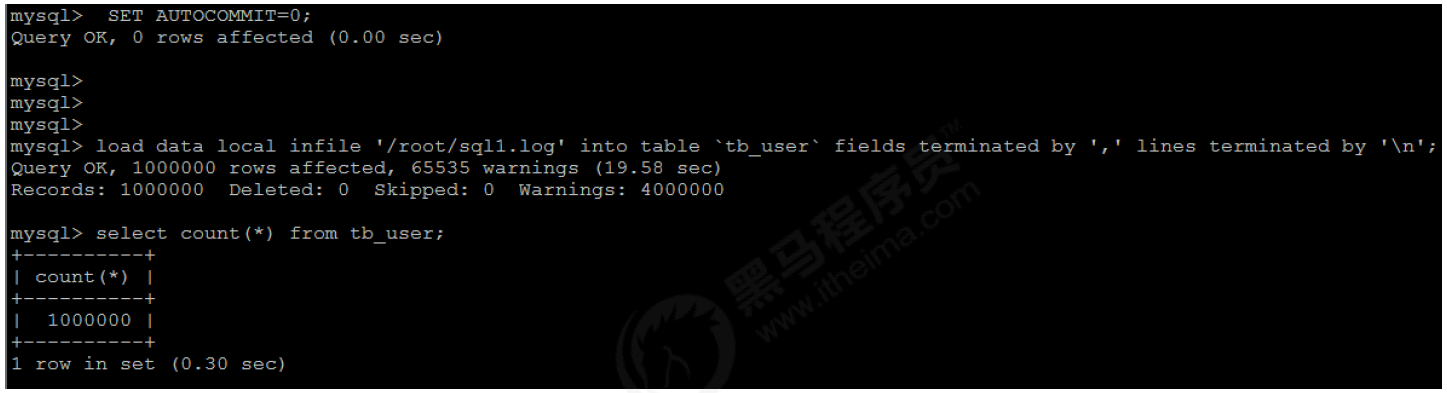 mysql>  SET AUTOCOMMIT=0;
Query OK, 0 rows affected (0.00 sec)
mysql>
mysql>
mysql>
mysql> load data local infile '/root/sql1.log' into table `tb_user` fields terminated by ',' lines terminated by '\n';
Query OK, 1000000 rows affected, 65535 warnings (19.58 sec)
Records: 1000000  Deleted: 0  Skipped: 0  Warnings: 4000000
mysql> select count(*) from tb_user;
+----------+
| count(*) |
+----------+
|  1000000 |
+----------+
1 row in set (0.30 sec)
黑马程序员™
www.itheima.com